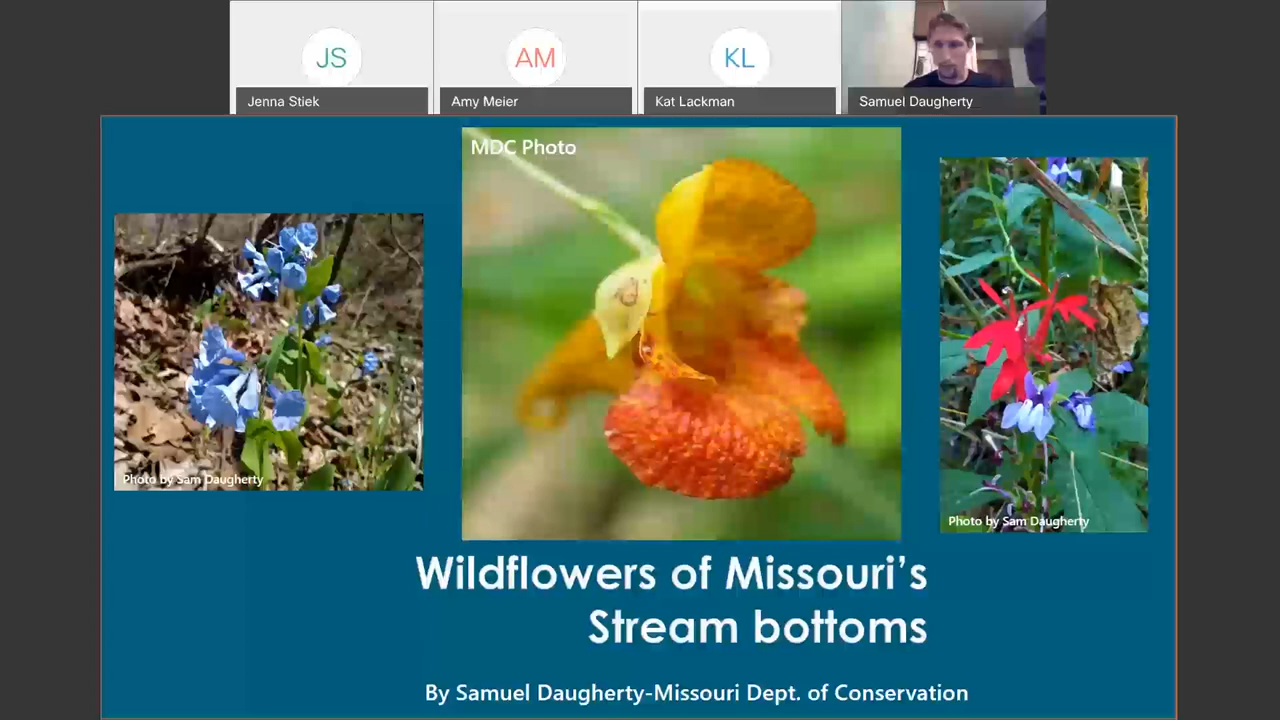 JS
AM
KL
Jenna Stiek
Amy Meier
Kat Lackman
Samuel Daugherty
MDC Photo
Photo by Sam Daugherty
Photo by Sam Daugherty
Wildflowers of Missouri’s
Stream bottoms
By Samuel Daugherty-Missouri Dept. of Conservation